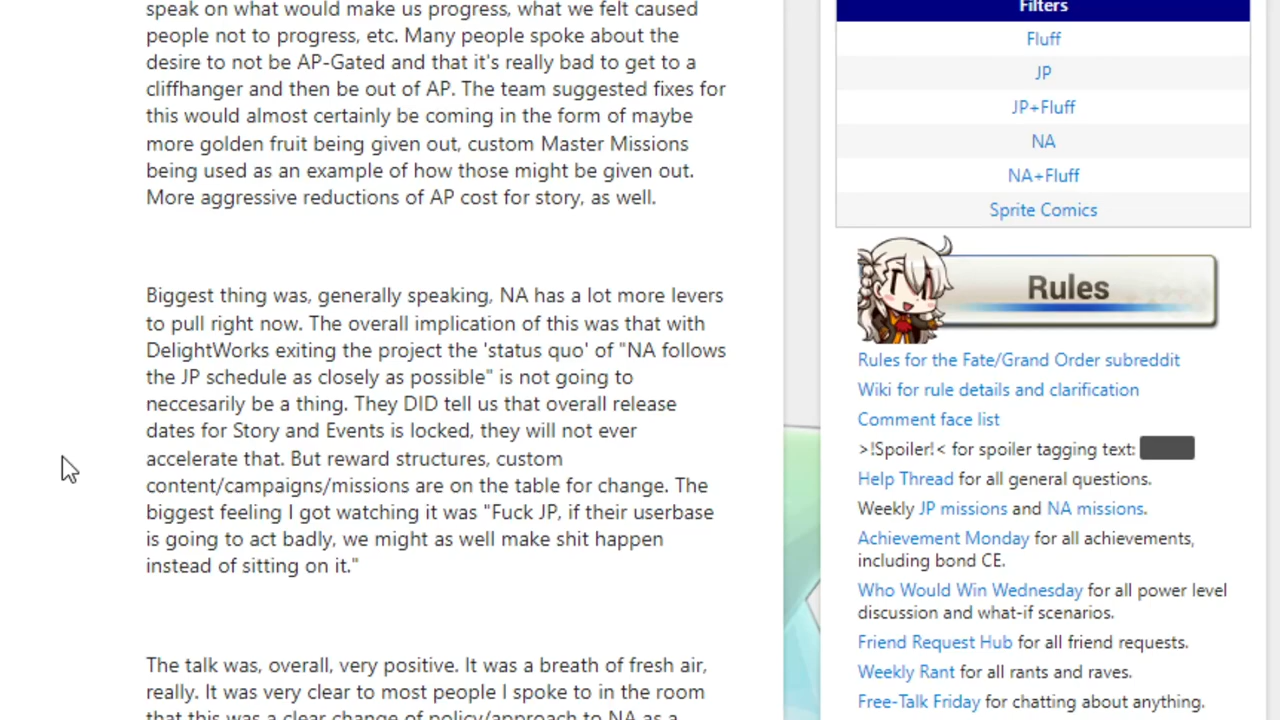 speak on what would make us progress, what we felt caused
people not to progress, etc. Many people spoke about the
desire to not be AP-Gated and that it's really bad to get to a
cliffhanger and then be out of AP. The team suggested fixes for
this would almost certainly be coming in the form of maybe
more golden fruit being given out, custom Master Missions
being used as an example of how those might be given out.
More aggressive reductions of AP cost for story, as well.
Biggest thing was, generally speaking, NA has a lot more levers
to pull right now. The overall implication of this was that with
DelightWorks exiting the project the 'status quo' of "NA follows
the JP schedule as closely as possible" is not going to
neccesarily be a thing. They DID tell us that overall release
dates for Story and Events is locked, they will not ever
accelerate that. But reward structures, custom
content/campaigns/missions are on the table for change. The
biggest feeling I got watching it was "Fuck JP, if their userbase
is going to act badly, we might as well make shit happen
instead of sitting on it."
The talk was, overall, very positive. It was a breath of fresh air,
really. It was very clear to most people I spoke to in the room
that this was a clear change of policy/approach to NA as a
Filters
Fluff
JP
JP+Fluff
NA
NA+Fluff
Sprite Comics
Rules
Rules for the Fate/Grand Order subreddit
Wiki for rule details and clarification
Comment face list
>!Spoiler!< for spoiler tagging text:
Help Thread for all general questions.
Weekly JP missions and NA missions.
Achievement Monday for all achievements,
including bond CE.
Who Would Win Wednesday for all power level
discussion and what-if scenarios.
Friend Request Hub for all friend requests.
Weekly Rant for all rants and raves.
Free-Talk Friday for chatting about anything.